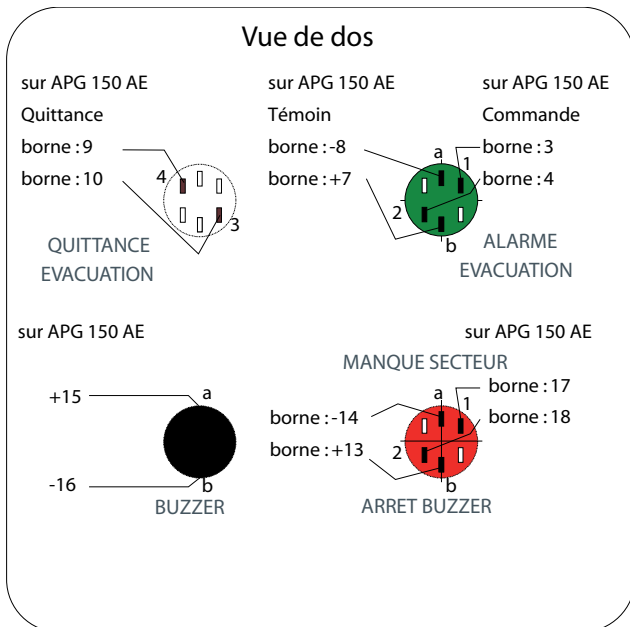 Vue de dos
sur APG 150 AE
Quittance
borne : 9
borne : 10
4
3
QUITTANCE
EVACUATION
sur APG 150 AE
Témoin
borne : -8
borne : +7
a
1
2
b
sur APG 150 AE
Commande
borne : 3
borne : 4
ALARME
EVACUATION
sur APG 150 AE
+15
a
-16
b
BUZZER
sur APG 150 AE
MANQUE SECTEUR
borne : -14
borne : +13
a
1
2
b
borne : 17
borne : 18
ARRET BUZZER